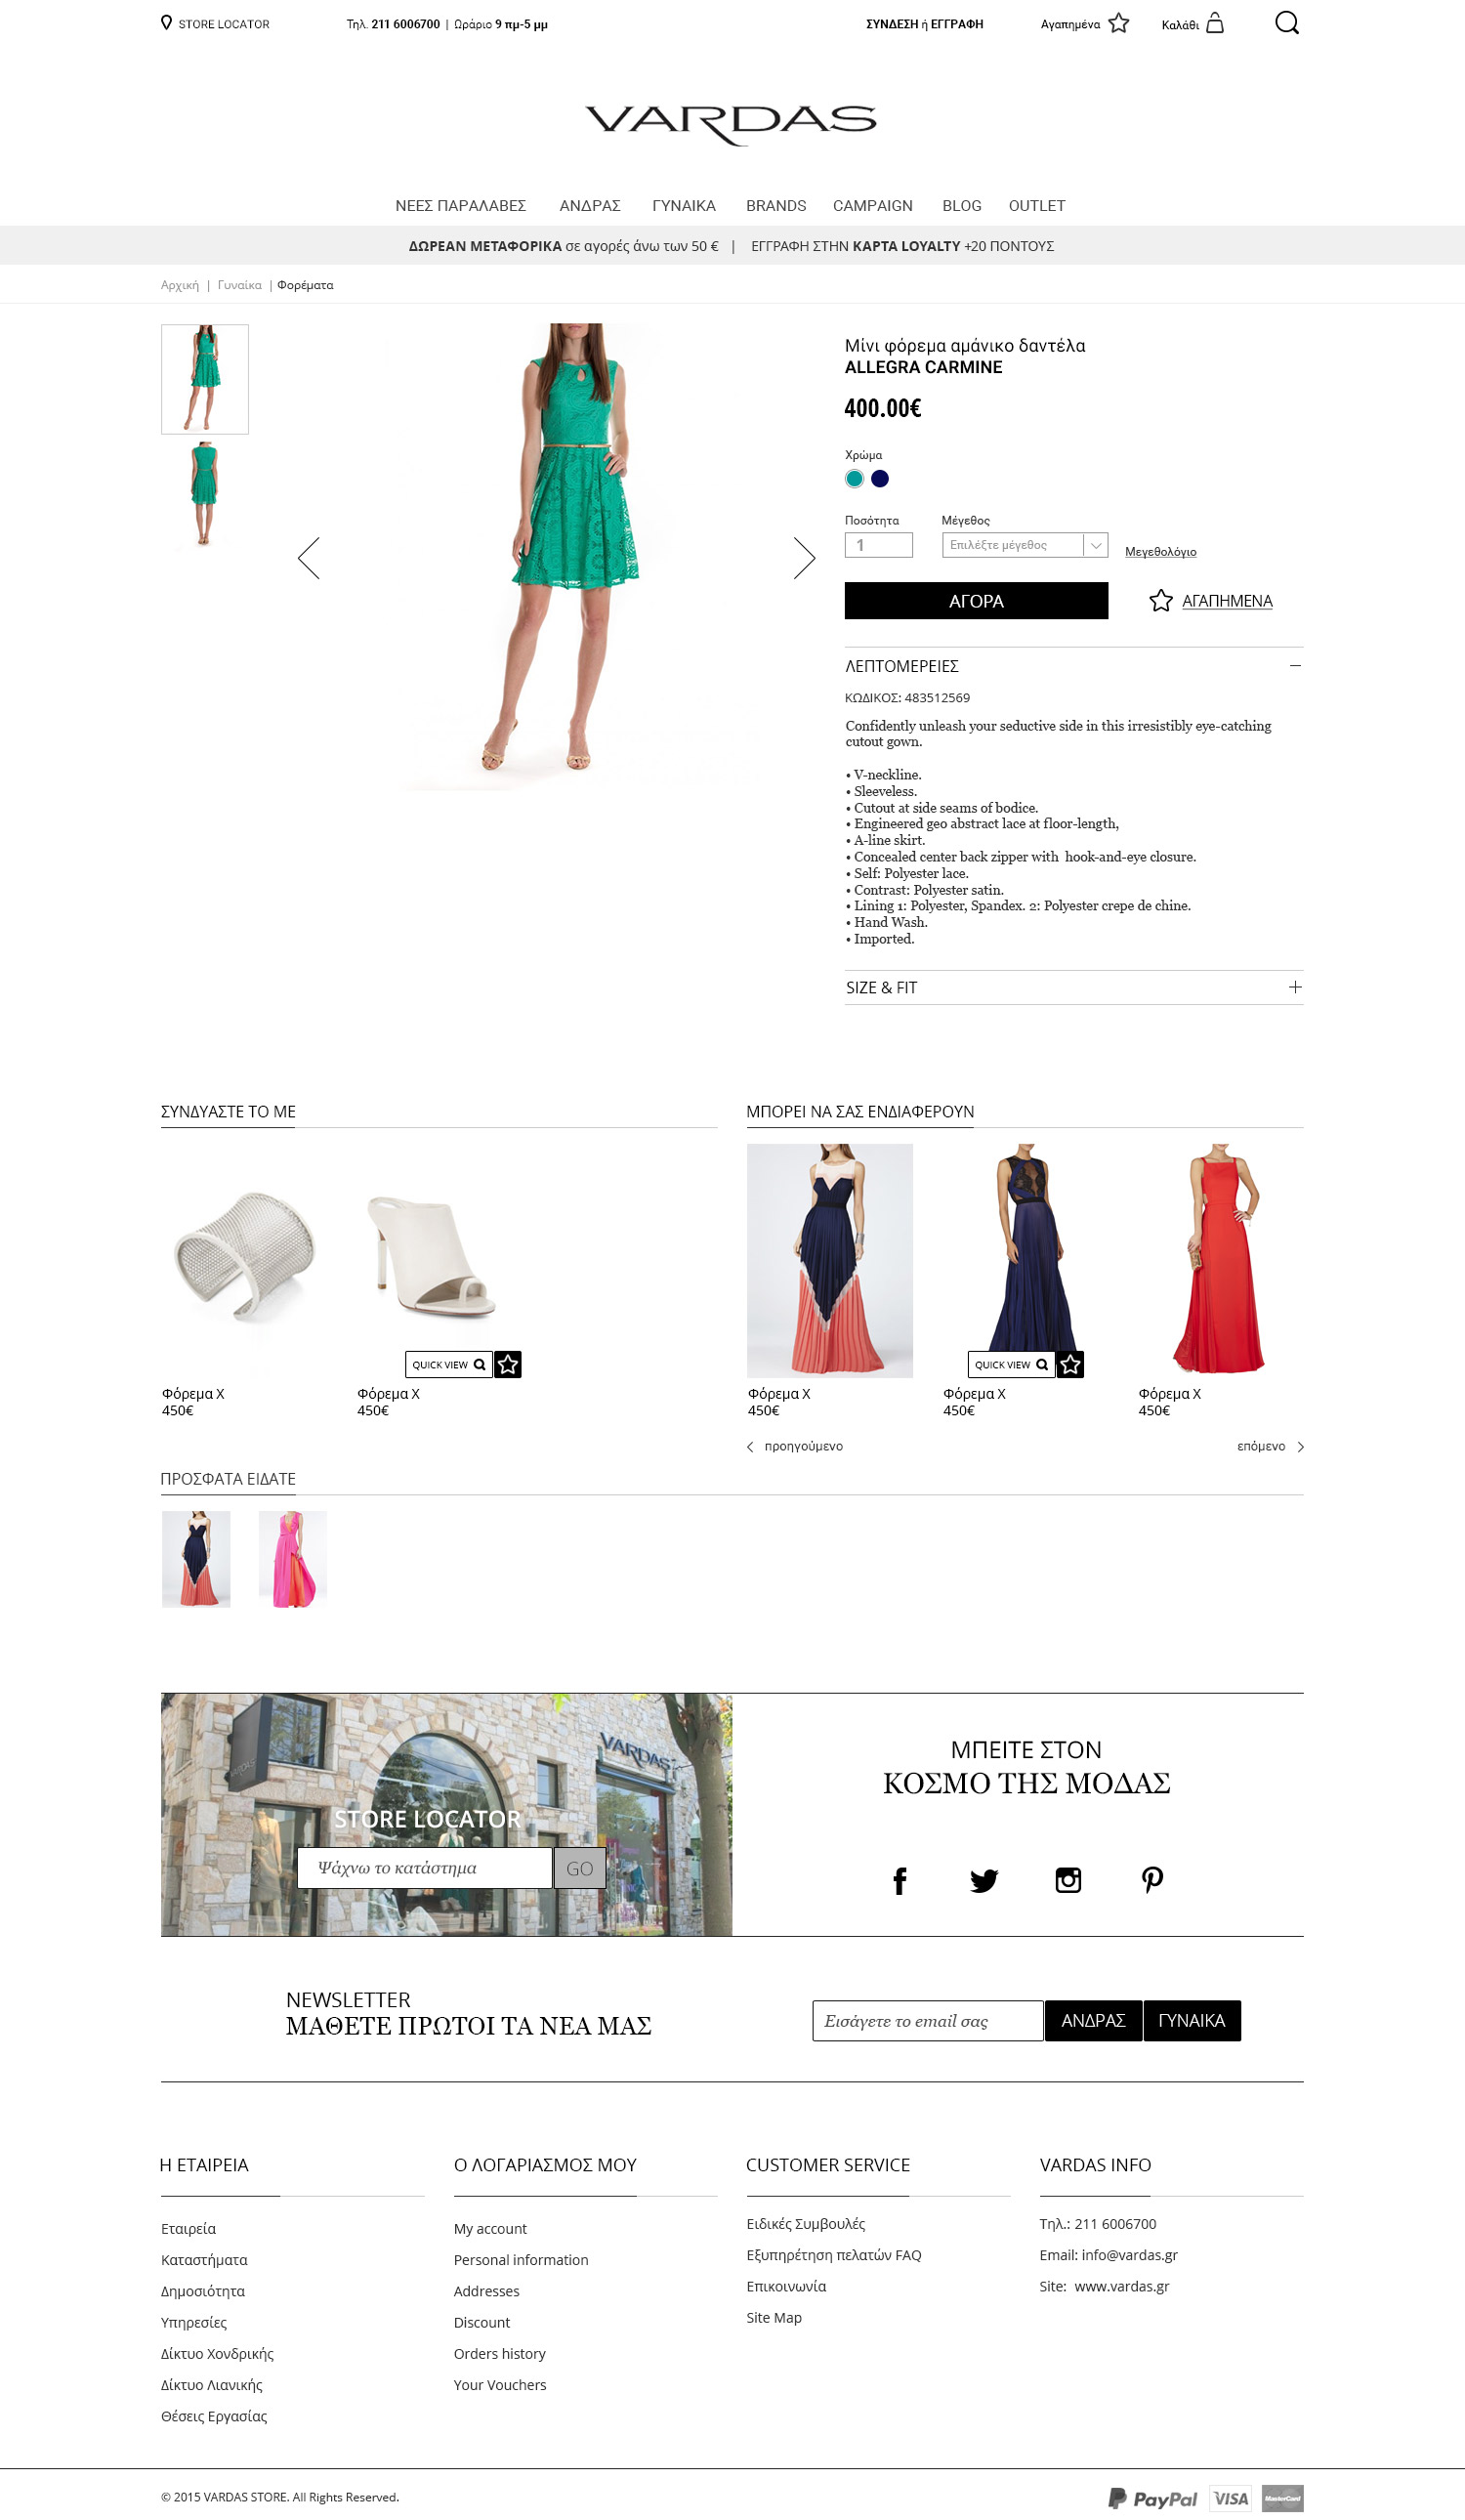 STORE LOCATOR
Τηλ. 211 6006700 | Ωράριο 9 πμ-5 μμ
ΣΥΝΔΕΣΗ ή ΕΓΓΡΑΦΗ
Αγαπημένα
Καλάθι
VARDAS
ΝΕΕΣ ΠΑΡΑΛΑΒΕΣ ΑΝΔΡΑΣ ΓΥΝΑΙΚΑ BRANDS CAMPAIGN BLOG OUTLET
ΔΩΡΕΑΝ ΜΕΤΑΦΟΡΙΚΑ σε αγορές άνω των 50 € | ΕΓΓΡΑΦΗ ΣΤΗΝ ΚΑΡΤΑ LOYALTY +20 ΠΟΝΤΟΥΣ
Αρχική | Γυναίκα | Φορέματα
Μίνι φόρεμα αμάνικο δαντέλα
ALLEGRA CARMINE
400.00€
Χρώμα
Ποσότητα Μέγεθος
1 Επιλέξτε μέγεθος Μεγεθολόγιο
ΑΓΟΡΑ ΑΓΑΠΗΜΕΝΑ
ΛΕΠΤΟΜΕΡΕΙΕΣ
ΚΩΔΙΚΟΣ: 483512569
Confidently unleash your seductive side in this irresistibly eye-catching
cutout gown.
• V-neckline.
• Sleeveless.
• Cutout at side seams of bodice.
• Engineered geo abstract lace at floor-length,
• A-line skirt.
• Concealed center back zipper with hook-and-eye closure.
• Self: Polyester lace.
• Contrast: Polyester satin.
• Lining 1: Polyester, Spandex. 2: Polyester crepe de chine.
• Hand Wash.
• Imported.
SIZE & FIT
ΣΥΝΔΥΑΣΤΕ ΤΟ ΜΕ
QUICK VIEW
Φόρεμα Χ Φόρεμα Χ
450€ 450€
ΜΠΟΡΕΙ ΝΑ ΣΑΣ ΕΝΔΙΑΦΕΡΟΥΝ
QUICK VIEW
Φόρεμα Χ Φόρεμα Χ Φόρεμα Χ
450€ 450€ 450€
προηγούμενο επόμενο
ΠΡΟΣΦΑΤΑ ΕΙΔΑΤΕ
VARDAS
VARDAS
STORE LOCATOR
Ψάχνω το κατάστημα GO
ΜΠΕΙΤΕ ΣΤΟΝ
ΚΟΣΜΟ ΤΗΣ ΜΟΔΑΣ
NEWSLETTER
ΜΑΘΕΤΕ ΠΡΩΤΟΙ ΤΑ ΝΕΑ ΜΑΣ
Εισάγετε το email σας ΑΝΔΡΑΣ ΓΥΝΑΙΚΑ
Η ΕΤΑΙΡΕΙΑ
Εταιρεία
Καταστήματα
Δημοσιότητα
Υπηρεσίες
Δίκτυο Χονδρικής
Δίκτυο Λιανικής
Θέσεις Εργασίας
Ο ΛΟΓΑΡΙΑΣΜΟΣ ΜΟΥ
My account
Personal information
Addresses
Discount
Orders history
Your Vouchers
CUSTOMER SERVICE
Ειδικές Συμβουλές
Εξυπηρέτηση πελατών FAQ
Επικοινωνία
Site Map
VARDAS INFO
Τηλ.: 211 6006700
Email: info@vardas.gr
Site: www.vardas.gr
© 2015 VARDAS STORE. All Rights Reserved.
PayPal VISA MasterCard